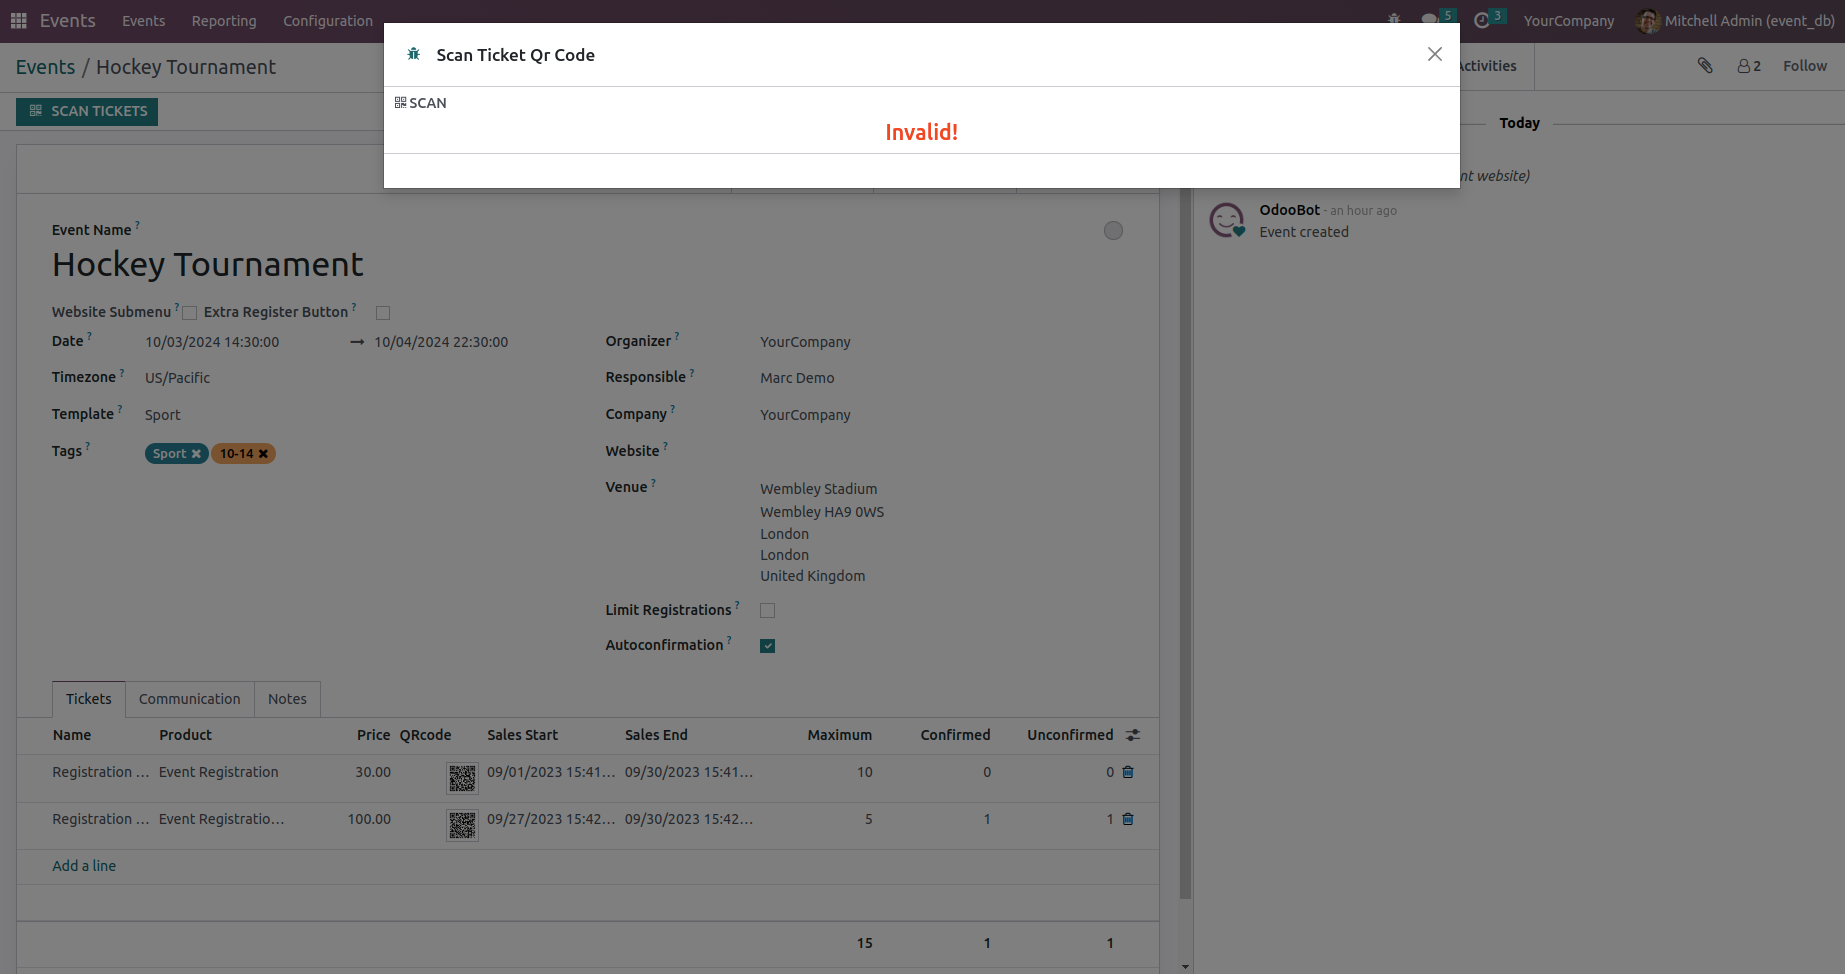 Events Events Reporting Configuration 5 3 YourCompany Mitchell Admin (event_db)
Scan Ticket Qr Code
Events / Hockey Tournament Activities 2 Follow
SCAN TICKETS SCAN
Invalid!
Today
nt website)
OdooBot - an hour ago
Event created
Event Name ?
Hockey Tournament
Website Submenu ? Extra Register Button ?
Date ? 10/03/2024 14:30:00 → 10/04/2024 22:30:00 Organizer ? YourCompany
Timezone ? US/Pacific Responsible ? Marc Demo
Template ? Sport Company ? YourCompany
Tags ? Sport ✖ 10-14 ✖ Website ?
Venue ? Wembley Stadium
Wembley HA9 0WS
London
London
United Kingdom
Limit Registrations ?
Autoconfirmation ?
Tickets Communication Notes
Name Product Price QRcode Sales Start Sales End Maximum Confirmed Unconfirmed
Registration ... Event Registration 30.00 09/01/2023 15:41... 09/30/2023 15:41... 10 0 0
Registration ... Event Registratio... 100.00 09/27/2023 15:42... 09/30/2023 15:42... 5 1 1
Add a line
15 1 1